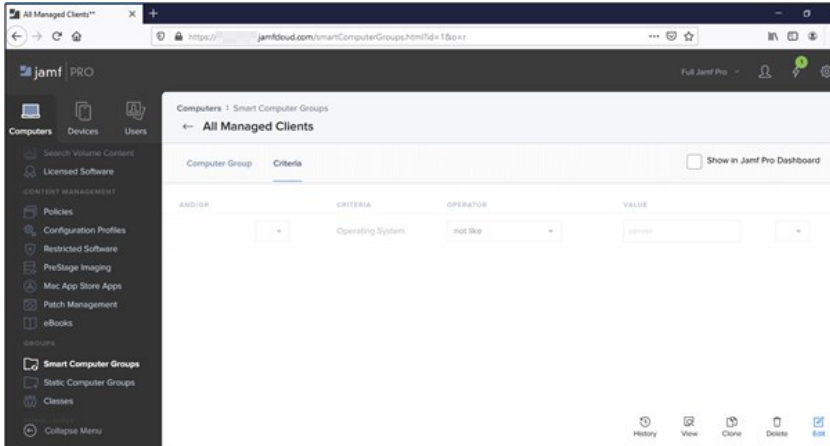 All Managed Clients**
https://
jamfcloud.com/smartComputerGroups.html?id=1&o=r
jamf PRO
Full Jamf Pro
1
Computers
Devices
Users
Search Volume Content
Licensed Software
CONTENT MANAGEMENT
Policies
Configuration Profiles
Restricted Software
PreStage Imaging
Mac App Store Apps
Patch Management
eBooks
GROUPS
Smart Computer Groups
Static Computer Groups
Classes
Collapse Menu
Computers : Smart Computer Groups
← All Managed Clients
Computer Group
Criteria
Show in Jamf Pro Dashboard
AND/OR
CRITERIA
OPERATOR
VALUE
Operating System
not like
server
History
View
Clone
Delete
Edit